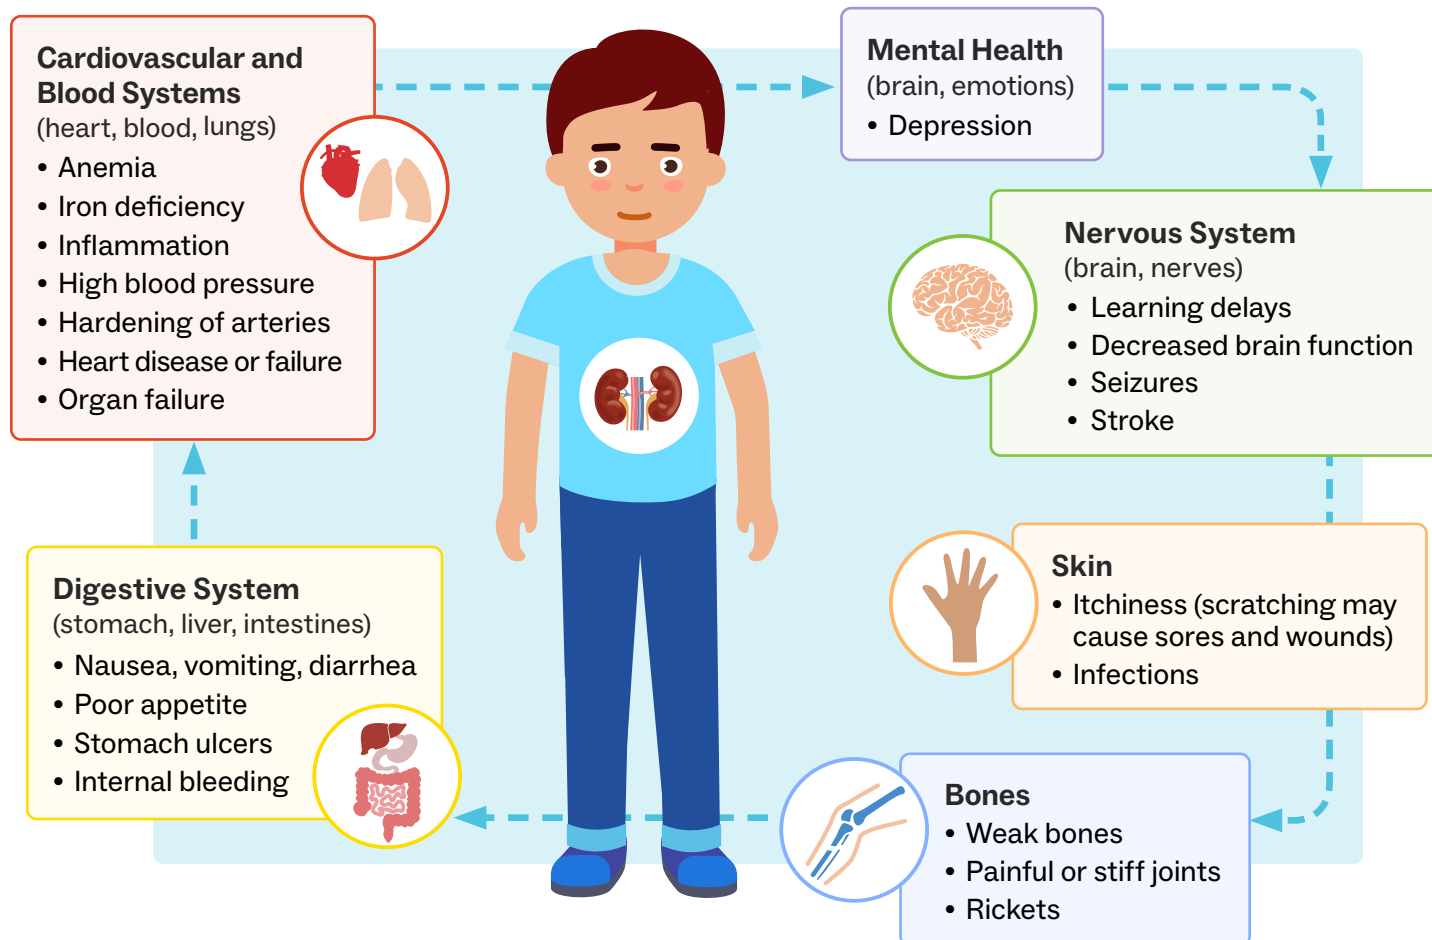 Cardiovascular and
Blood Systems
(heart, blood, lungs)
• Anemia
• Iron deficiency
• Inflammation
• High blood pressure
• Hardening of arteries
• Heart disease or failure
• Organ failure
Mental Health
(brain, emotions)
• Depression
Nervous System
(brain, nerves)
• Learning delays
• Decreased brain function
• Seizures
• Stroke
Skin
• Itchiness (scratching may
cause sores and wounds)
• Infections
Bones
• Weak bones
• Painful or stiff joints
• Rickets
Digestive System
(stomach, liver, intestines)
• Nausea, vomiting, diarrhea
• Poor appetite
• Stomach ulcers
• Internal bleeding